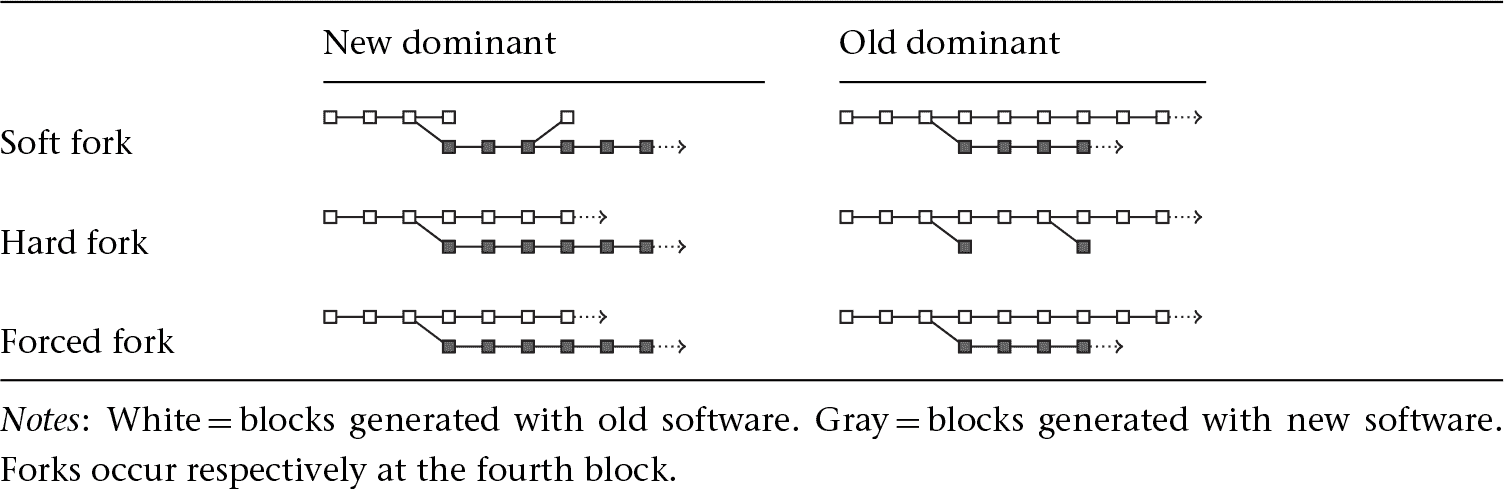 New dominant Old dominant
Soft fork
Hard fork
Forced fork
Notes: White = blocks generated with old software. Gray = blocks generated with new software.
Forks occur respectively at the fourth block.